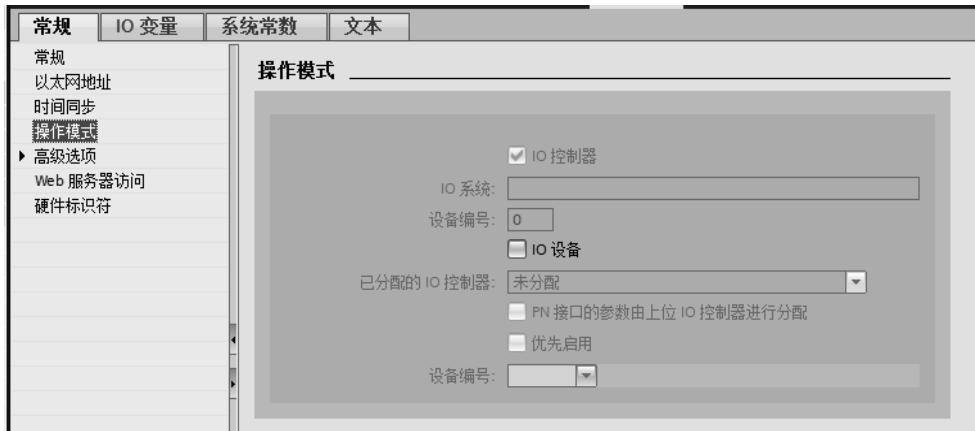 常规 IO 变量 系统常数 文本
常规
以太网地址
时间同步
操作模式
高级选项
Web 服务器访问
硬件标识符
操作模式
IO 控制器
IO 系统:
设备编号: 0
IO 设备
已分配的 IO 控制器: 未分配
PN 接口的参数由上位 IO 控制器进行分配
优先启用
设备编号: